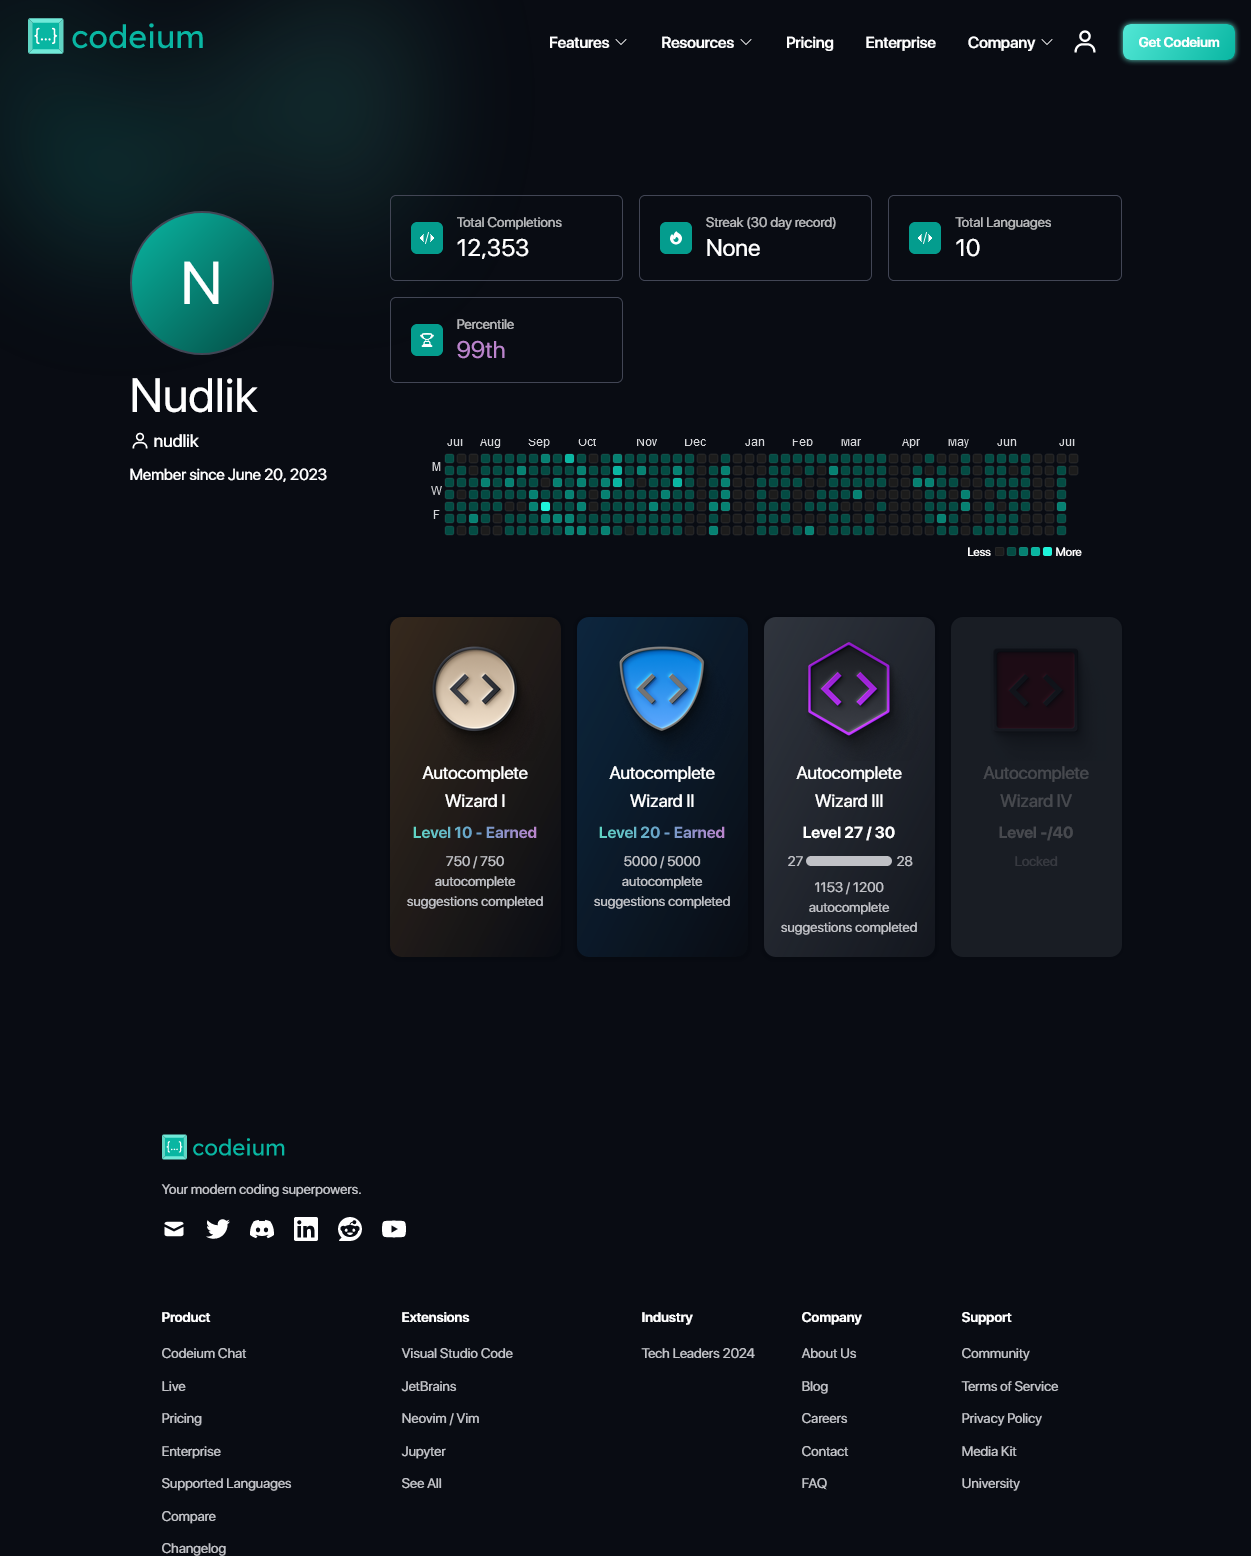 {...} codeium
Features
Resources
Pricing
Enterprise
Company
Get Codeium
N
Nudlik
nudlik
Member since June 20, 2023
Total Completions
12,353
Streak (30 day record)
None
Total Languages
10
Percentile
99th
Jul Aug Sep Oct Nov Dec Jan Feb Mar Apr May Jun Jul
M
W
F
Less More
Autocomplete
Wizard I
Level 10 - Earned
750 / 750
autocomplete
suggestions completed
Autocomplete
Wizard II
Level 20 - Earned
5000 / 5000
autocomplete
suggestions completed
Autocomplete
Wizard III
Level 27 / 30
27 28
1153 / 1200
autocomplete
suggestions completed
Autocomplete
Wizard IV
Level -/40
Locked
{...} codeium
Your modern coding superpowers.
Product
Codeium Chat
Live
Pricing
Enterprise
Supported Languages
Compare
Changelog
Extensions
Visual Studio Code
JetBrains
Neovim / Vim
Jupyter
See All
Industry
Tech Leaders 2024
Company
About Us
Blog
Careers
Contact
FAQ
Support
Community
Terms of Service
Privacy Policy
Media Kit
University